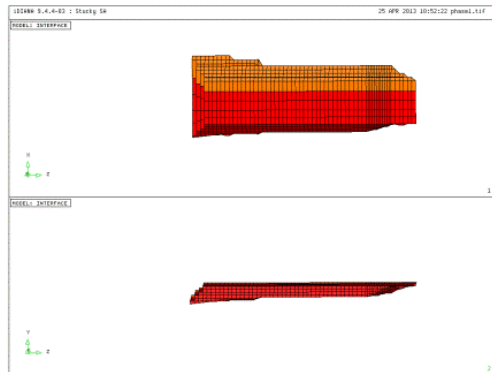 iDIANA 9.4.4-03 : Stucky SA
25 APR 2013 10:52:22 phase1.tif
MODEL: INTERFACE
X
Z
1
MODEL: INTERFACE
Y
Z
2